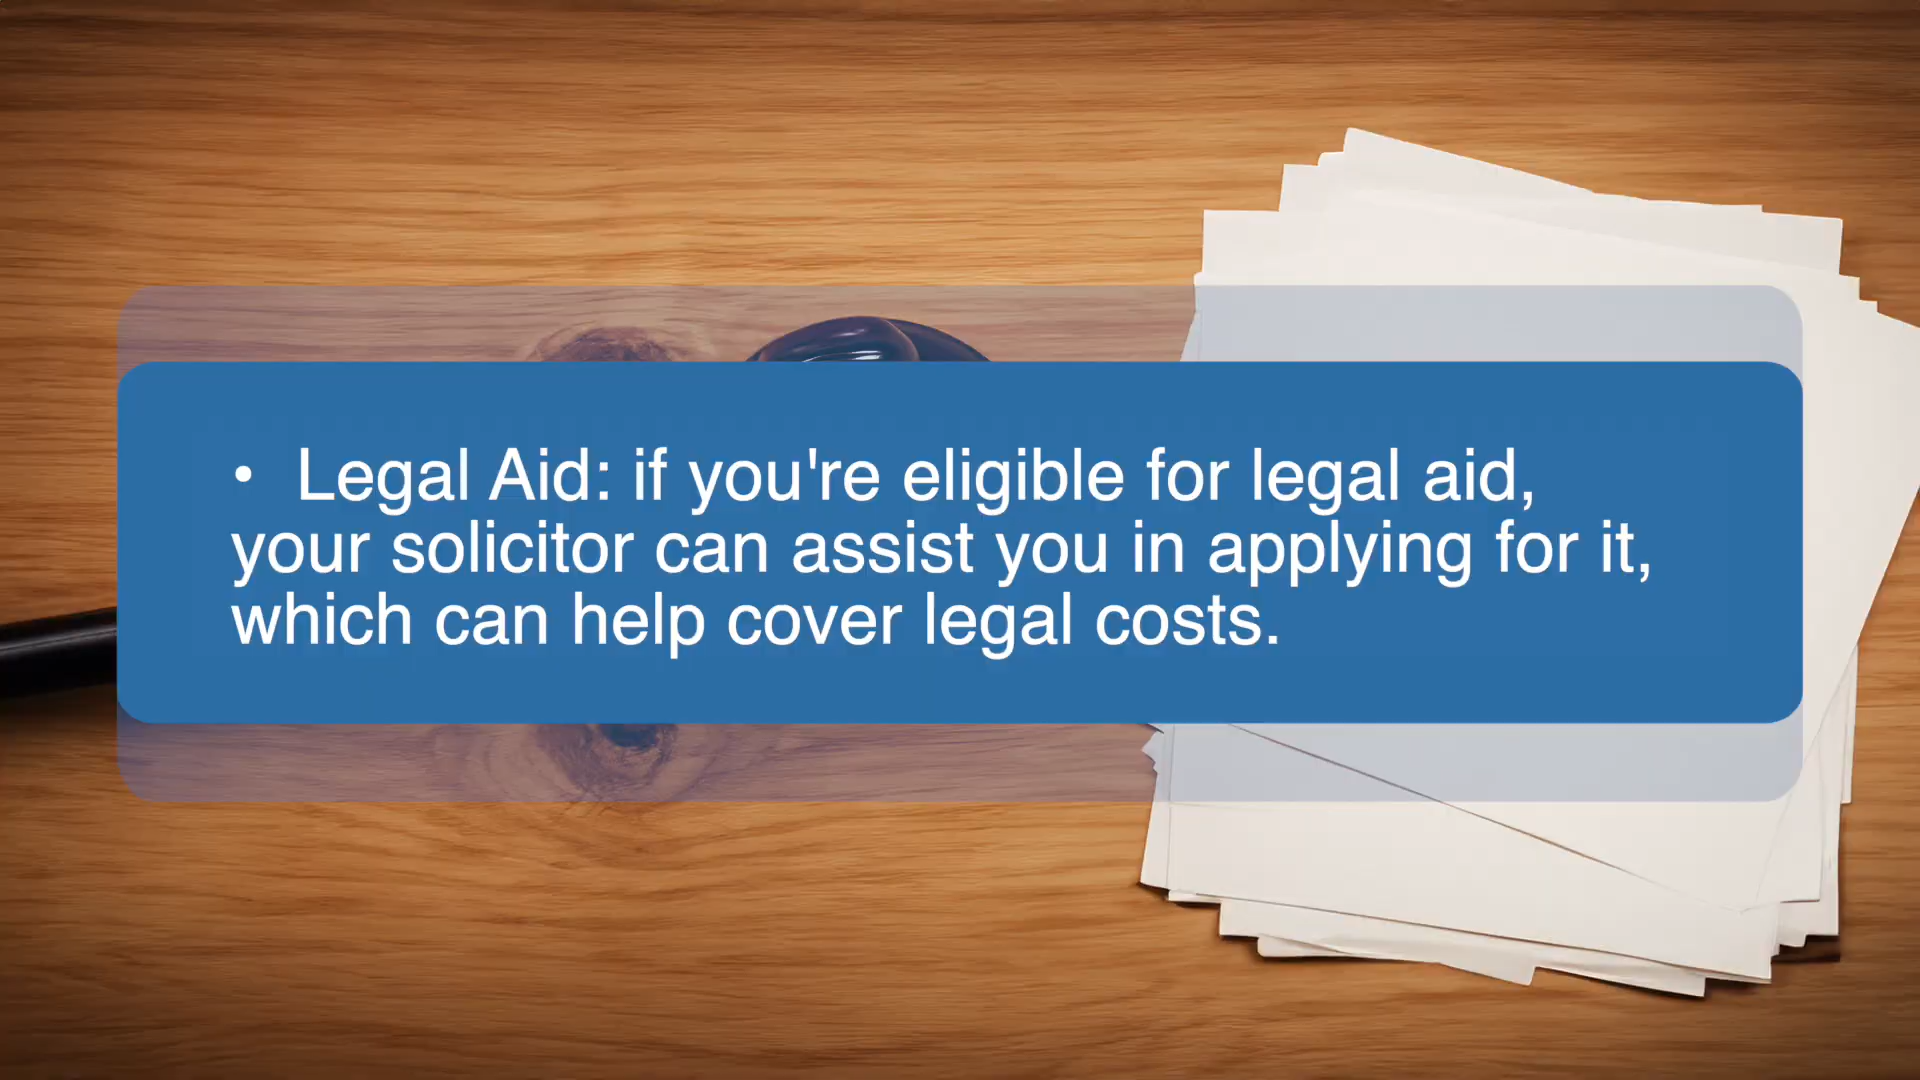 • Legal Aid: if you're eligible for legal aid,
your solicitor can assist you in applying for it,
which can help cover legal costs.